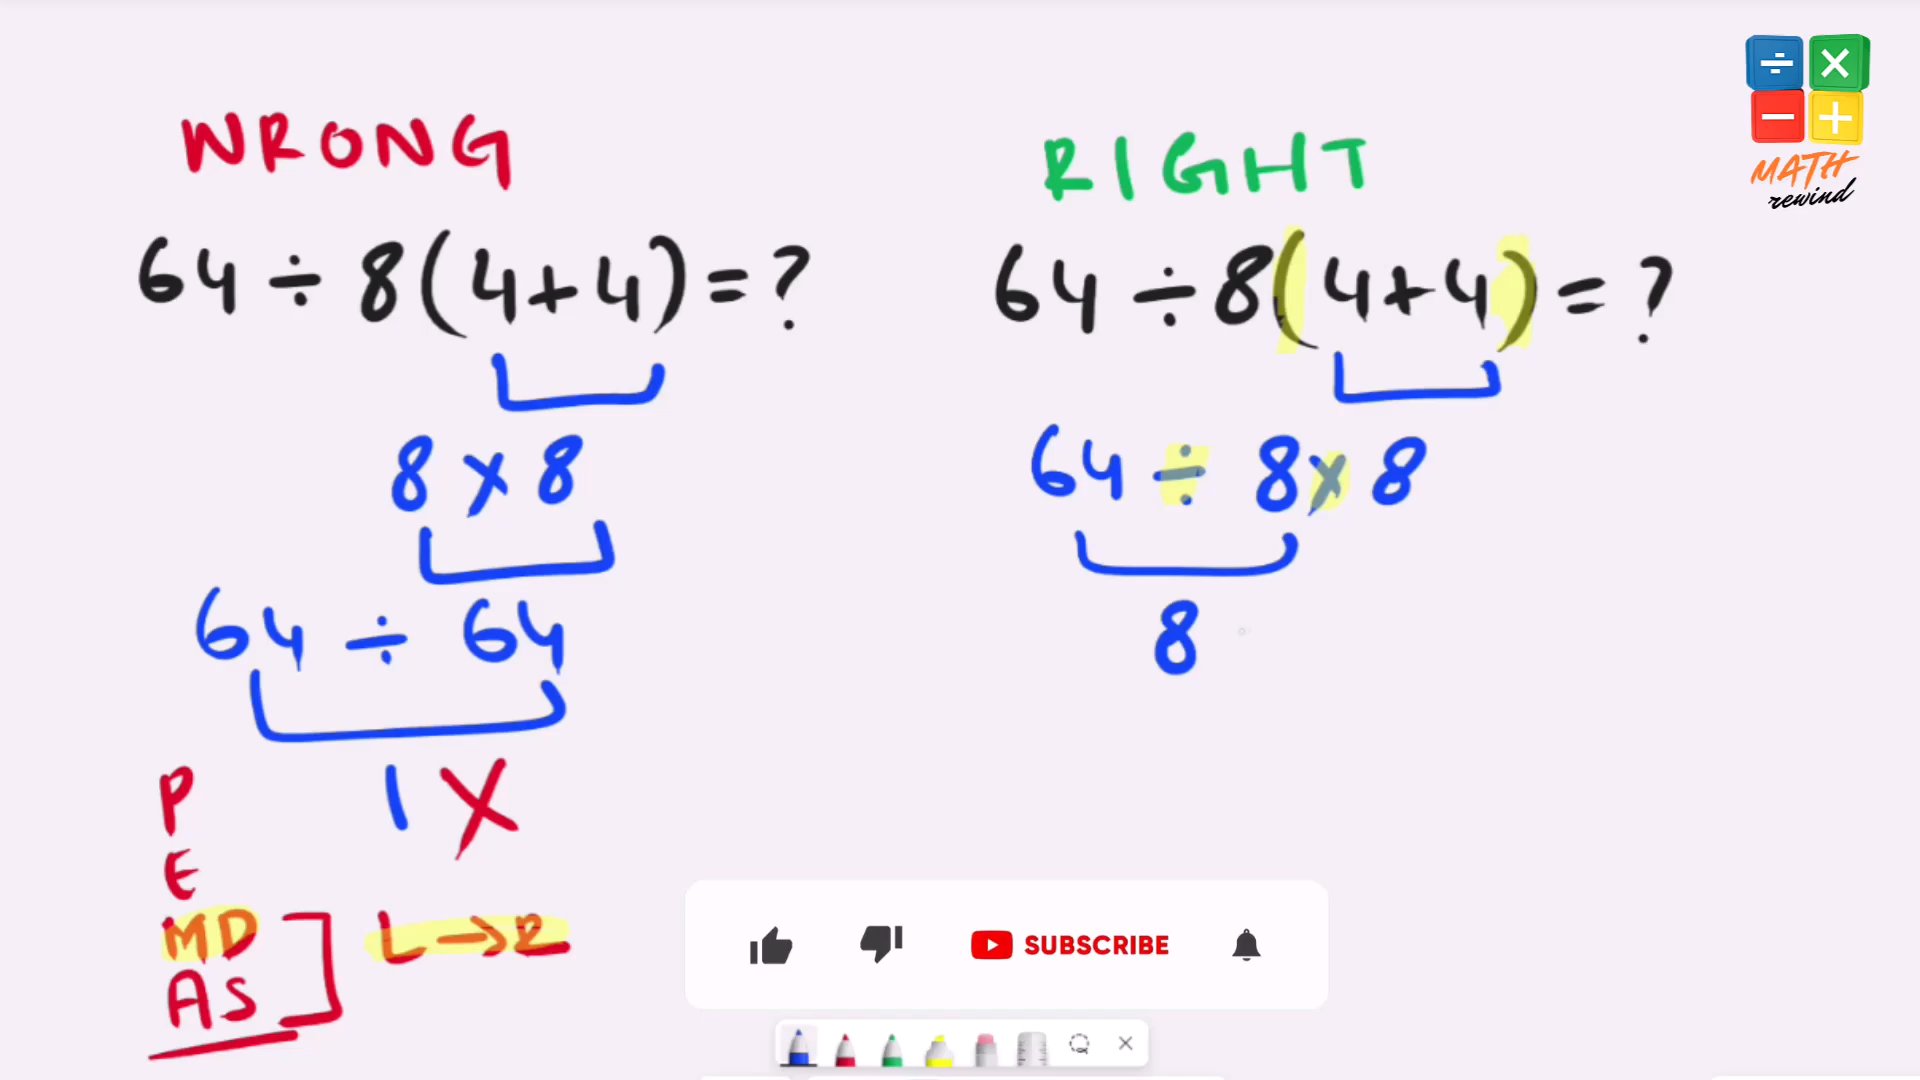 WRONG
64 ÷ 8(4+4) = ?
8 × 8
64 ÷ 64
1 X
P
E
MD
AS
L → R
RIGHT
64 ÷ 8(4+4) = ?
64 ÷ 8 × 8
8
÷ ×
− +
MATH
rewind
SUBSCRIBE